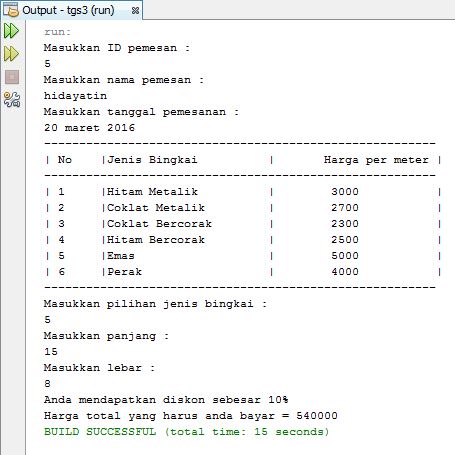 Output - tgs3 (run)
run:
Masukkan ID pemesan :
5
Masukkan nama pemesan :
hidayatin
Masukkan tanggal pemesanan :
20 maret 2016
--------------------------------------------------------
| No |Jenis Bingkai | Harga per meter |
--------------------------------------------------------
| 1 |Hitam Metalik | 3000 |
| 2 |Coklat Metalik | 2700 |
| 3 |Coklat Bercorak | 2300 |
| 4 |Hitam Bercorak | 2500 |
| 5 |Emas | 5000 |
| 6 |Perak | 4000 |
--------------------------------------------------------
Masukkan pilihan jenis bingkai :
5
Masukkan panjang :
15
Masukkan lebar :
8
Anda mendapatkan diskon sebesar 10%
Harga total yang harus anda bayar = 540000
BUILD SUCCESSFUL (total time: 15 seconds)